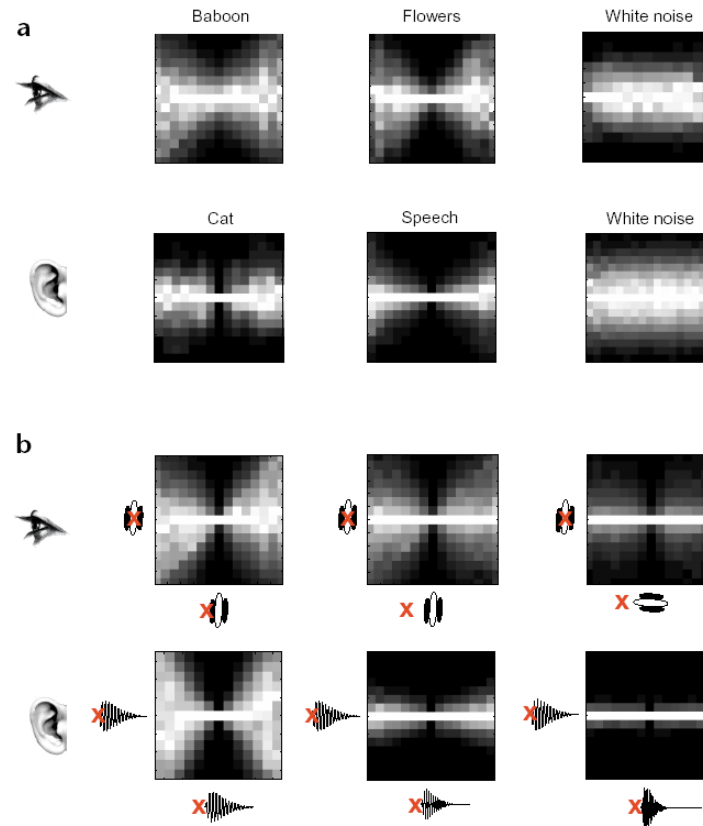 a
Baboon Flowers White noise
Cat Speech White noise
b
X X X
X X X
X X X
X X X